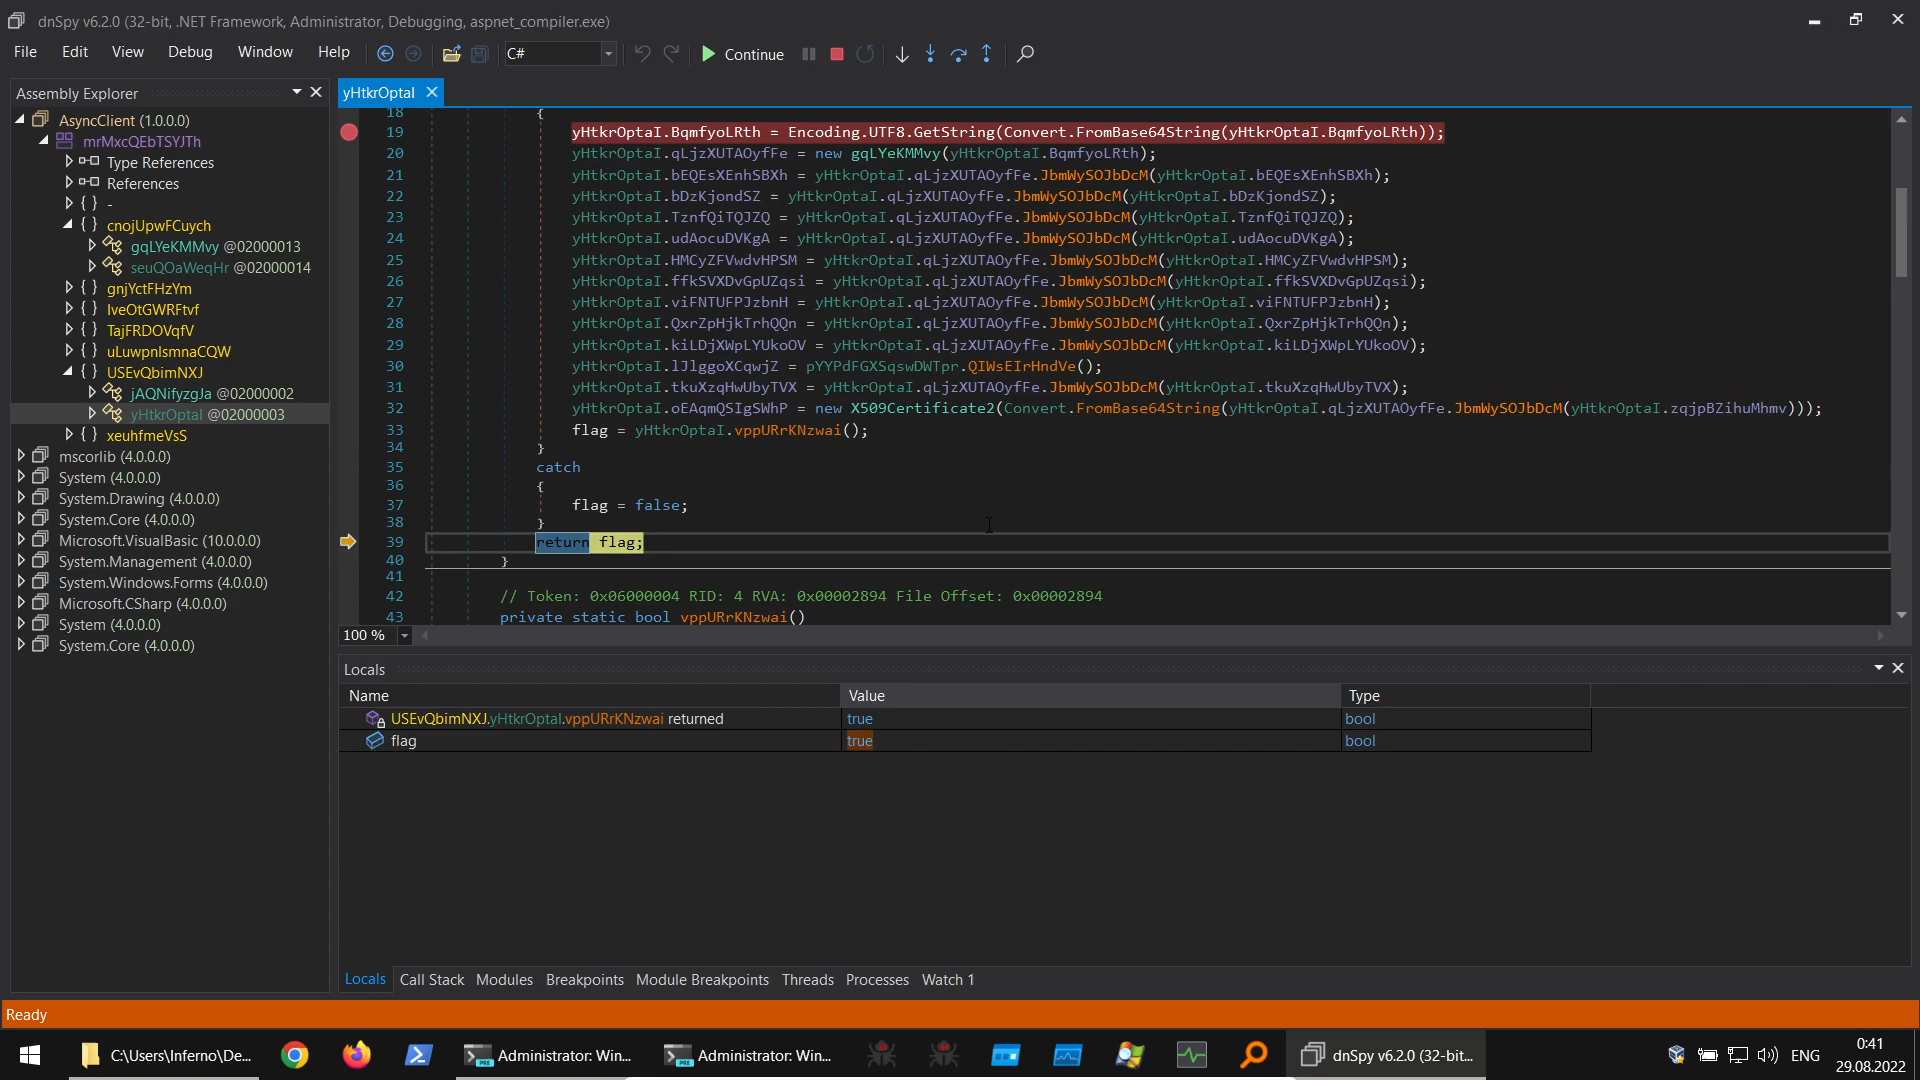 dnSpy v6.2.0 (32-bit, .NET Framework, Administrator, Debugging, aspnet_compiler.exe)
File Edit View Debug Window Help C# Continue
Assembly Explorer
AsyncClient (1.0.0.0)
mrMxcQEbTSYJTh
Type References
References
{ } -
{ } cnojUpwFCuych
gqLYeKMMvy @02000013
seuQOaWeqHr @02000014
{ } gnjYctFHzYm
{ } IveOtGWRFtvf
{ } TajFRDOVqfV
{ } uLuwpnIsmnaCQW
{ } USEvQbimNXJ
jAQNifyzgJa @02000002
yHtkrOptaI @02000003
{ } xeuhfmeVsS
mscorlib (4.0.0.0)
System (4.0.0.0)
System.Drawing (4.0.0.0)
System.Core (4.0.0.0)
Microsoft.VisualBasic (10.0.0.0)
System.Management (4.0.0.0)
System.Windows.Forms (4.0.0.0)
Microsoft.CSharp (4.0.0.0)
System (4.0.0.0)
System.Core (4.0.0.0)
yHtkrOptaI
18 {
19 yHtkrOptaI.BqmfyoLRth = Encoding.UTF8.GetString(Convert.FromBase64String(yHtkrOptaI.BqmfyoLRth));
20 yHtkrOptaI.qLjzXUTAOyfFe = new gqLYeKMMvy(yHtkrOptaI.BqmfyoLRth);
21 yHtkrOptaI.bEQEsXEnhSBXh = yHtkrOptaI.qLjzXUTAOyfFe.JbmWySOJbDcM(yHtkrOptaI.bEQEsXEnhSBXh);
22 yHtkrOptaI.bDzKjondSZ = yHtkrOptaI.qLjzXUTAOyfFe.JbmWySOJbDcM(yHtkrOptaI.bDzKjondSZ);
23 yHtkrOptaI.TznfQiTQJZQ = yHtkrOptaI.qLjzXUTAOyfFe.JbmWySOJbDcM(yHtkrOptaI.TznfQiTQJZQ);
24 yHtkrOptaI.udAocuDVKgA = yHtkrOptaI.qLjzXUTAOyfFe.JbmWySOJbDcM(yHtkrOptaI.udAocuDVKgA);
25 yHtkrOptaI.HMCyZFVwdvHPSM = yHtkrOptaI.qLjzXUTAOyfFe.JbmWySOJbDcM(yHtkrOptaI.HMCyZFVwdvHPSM);
26 yHtkrOptaI.ffkSVXDvGpUZqsi = yHtkrOptaI.qLjzXUTAOyfFe.JbmWySOJbDcM(yHtkrOptaI.ffkSVXDvGpUZqsi);
27 yHtkrOptaI.viFNTUFPJzbnH = yHtkrOptaI.qLjzXUTAOyfFe.JbmWySOJbDcM(yHtkrOptaI.viFNTUFPJzbnH);
28 yHtkrOptaI.QxrZpHjkTrhQQn = yHtkrOptaI.qLjzXUTAOyfFe.JbmWySOJbDcM(yHtkrOptaI.QxrZpHjkTrhQQn);
29 yHtkrOptaI.kiLDjXWpLYUkoOV = yHtkrOptaI.qLjzXUTAOyfFe.JbmWySOJbDcM(yHtkrOptaI.kiLDjXWpLYUkoOV);
30 yHtkrOptaI.lJlggoXCqwjZ = pYYPdFGXSqswDWTpr.QIWsEIrHndVe();
31 yHtkrOptaI.tkuXzqHwUbyTVX = yHtkrOptaI.qLjzXUTAOyfFe.JbmWySOJbDcM(yHtkrOptaI.tkuXzqHwUbyTVX);
32 yHtkrOptaI.oEAqmQSIgSWhP = new X509Certificate2(Convert.FromBase64String(yHtkrOptaI.qLjzXUTAOyfFe.JbmWySOJbDcM(yHtkrOptaI.zqjpBZihuMhmv)));
33 flag = yHtkrOptaI.vppURrKNzwai();
34 }
35 catch
36 {
37 flag = false;
38 }
39 return flag;
40 }
41
42 // Token: 0x06000004 RID: 4 RVA: 0x00002894 File Offset: 0x00002894
43 private static bool vppURrKNzwai()
100 %
Locals
Name Value Type
USEvQbimNXJ.yHtkrOptaI.vppURrKNzwai returned true bool
flag true bool
Locals Call Stack Modules Breakpoints Module Breakpoints Threads Processes Watch 1
Ready
C:\Users\Inferno\De... Administrator: Win... Administrator: Win... dnSpy v6.2.0 (32-bit... ENG 0:41
29.08.2022